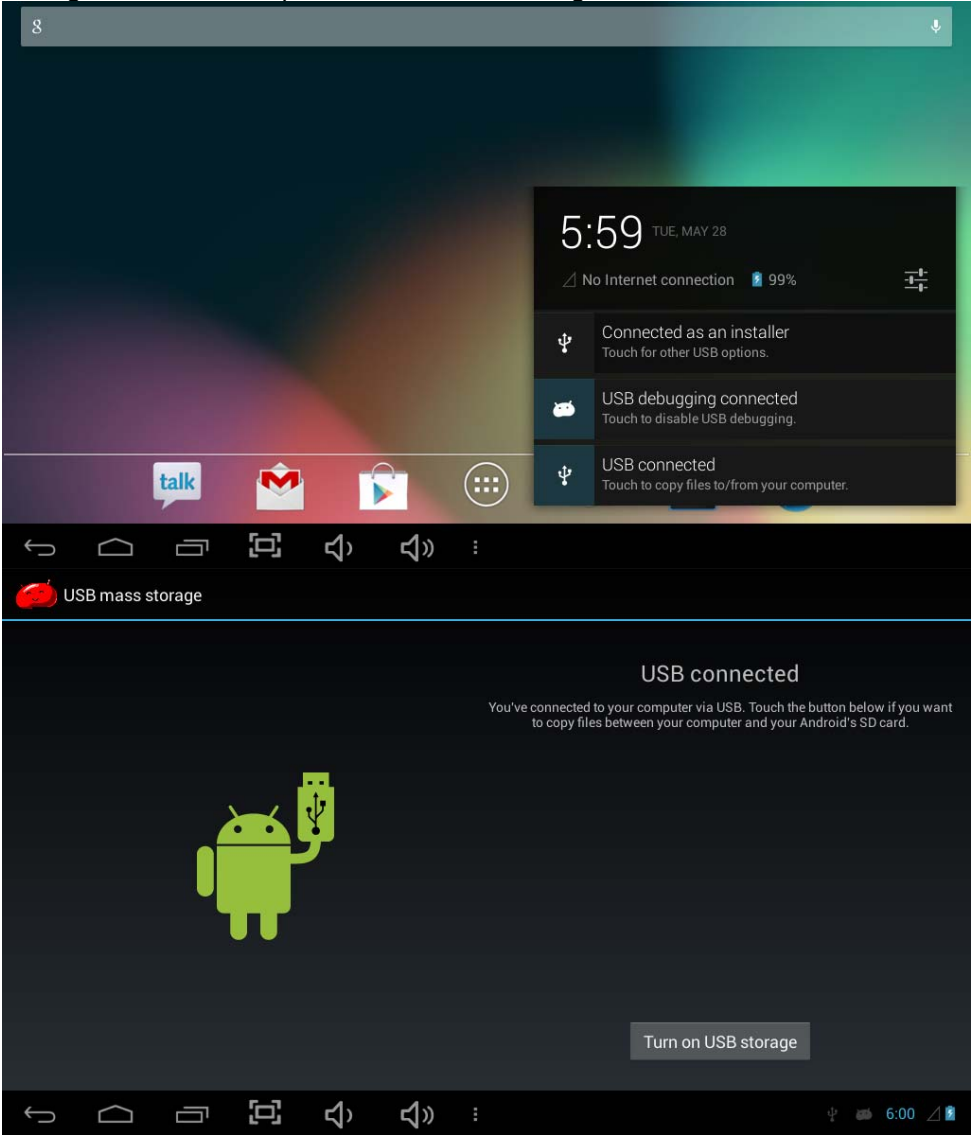 8
5:59 TUE, MAY 28
No Internet connection 99%
Connected as an installer
Touch for other USB options.
USB debugging connected
Touch to disable USB debugging.
USB connected
Touch to copy files to/from your computer.
talk
USB mass storage
USB connected
You've connected to your computer via USB. Touch the button below if you want
to copy files between your computer and your Android's SD card.
Turn on USB storage
6:00